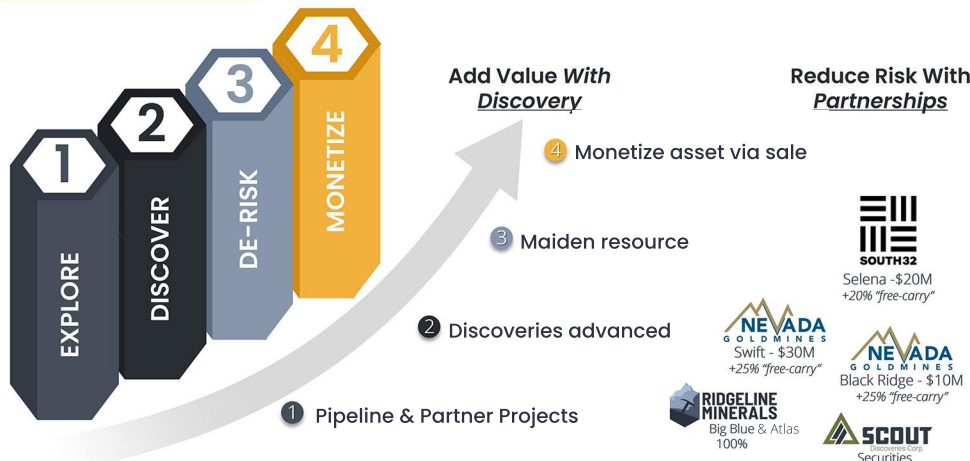 1
EXPLORE
2
DISCOVER
3
DE-RISK
4
MONETIZE
Add Value With
Discovery
4 Monetize asset via sale
3 Maiden resource
2 Discoveries advanced
1 Pipeline & Partner Projects
Reduce Risk With
Partnerships
SOUTH32
Selena -$20M
+20% “free-carry”
NEVADA
GOLDMINES
Swift - $30M
+25% “free-carry”
NEVADA
GOLDMINES
Black Ridge - $10M
+25% “free-carry”
RIDGELINE
MINERALS
Big Blue & Atlas
100%
SCOUT
Discoveries Corp.
Securities